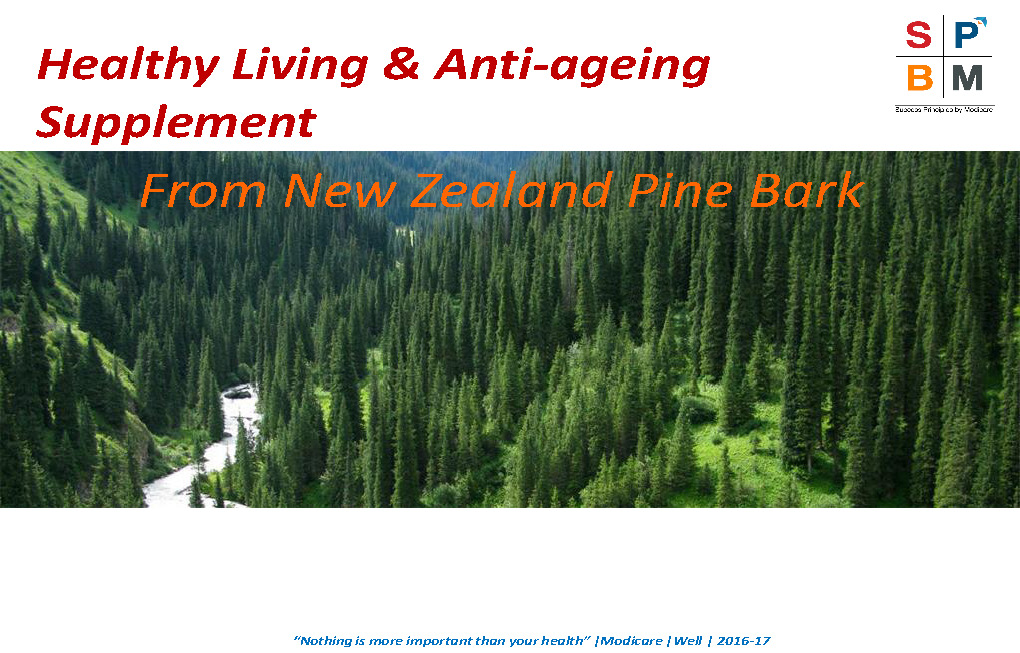 Healthy Living & Anti-ageing
Supplement
S P
B M
Success Principles by Modicare
From New Zealand Pine Bark
“Nothing is more important than your health” |Modicare |Well | 2016-17